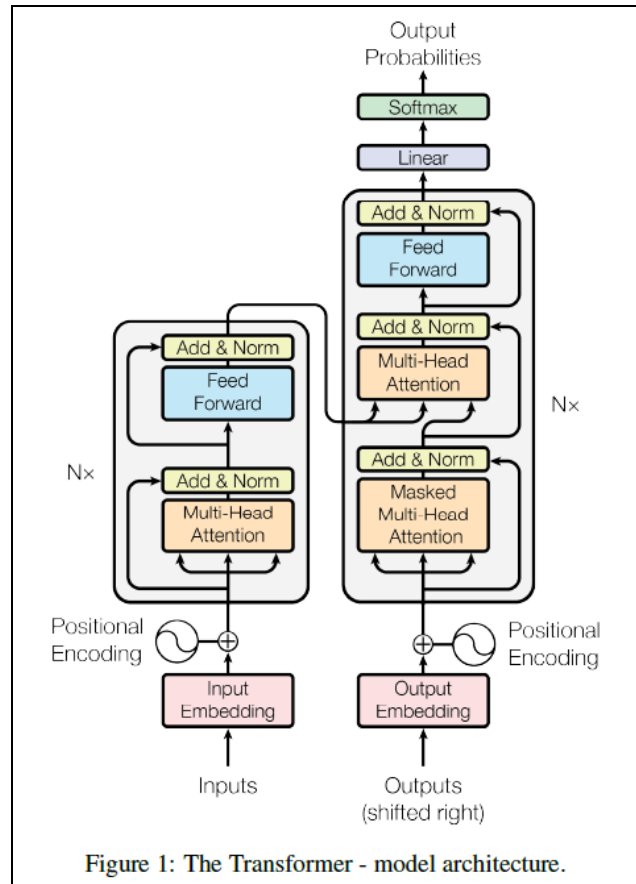 Output
Probabilities
Softmax
Linear
Add & Norm
Feed
Forward
Add & Norm
Multi-Head
Attention
Add & Norm
Masked
Multi-Head
Attention
Nx
Add & Norm
Feed
Forward
Add & Norm
Multi-Head
Attention
Nx
Positional
Encoding
Positional
Encoding
Input
Embedding
Output
Embedding
Inputs
Outputs
(shifted right)
Figure 1: The Transformer - model architecture.